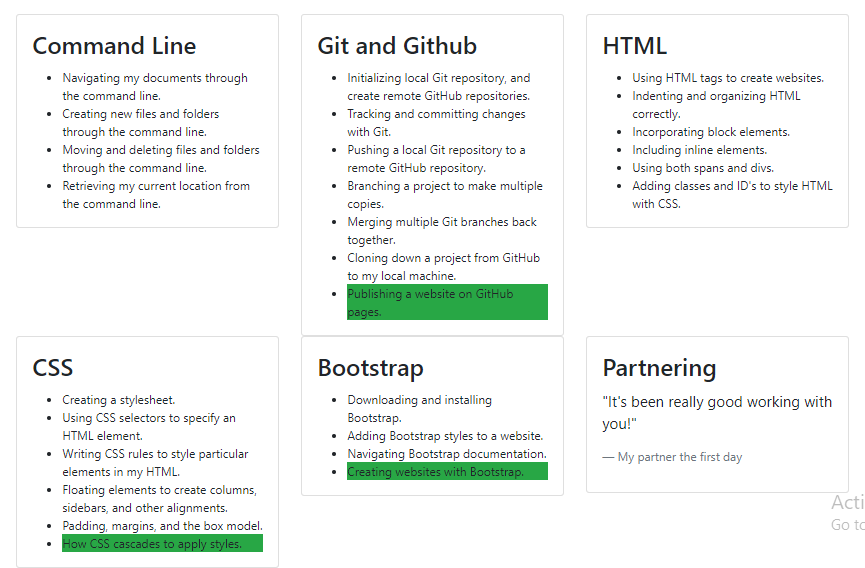 Command Line
Navigating my documents through
the command line.
Creating new files and folders
through the command line.
Moving and deleting files and folders
through the command line.
Retrieving my current location from
the command line.
Git and Github
Initializing local Git repository, and
create remote GitHub repositories.
Tracking and committing changes
with Git.
Pushing a local Git repository to a
remote GitHub repository.
Branching a project to make multiple
copies.
Merging multiple Git branches back
together.
Cloning down a project from GitHub
to my local machine.
Publishing a website on GitHub
pages.
HTML
Using HTML tags to create websites.
Indenting and organizing HTML
correctly.
Incorporating block elements.
Including inline elements.
Using both spans and divs.
Adding classes and ID's to style HTML
with CSS.
CSS
Creating a stylesheet.
Using CSS selectors to specify an
HTML element.
Writing CSS rules to style particular
elements in my HTML.
Floating elements to create columns,
sidebars, and other alignments.
Padding, margins, and the box model.
How CSS cascades to apply styles.
Bootstrap
Downloading and installing
Bootstrap.
Adding Bootstrap styles to a website.
Navigating Bootstrap documentation.
Creating websites with Bootstrap.
Partnering
"It's been really good working with
you!"
— My partner the first day
Acti
Go to